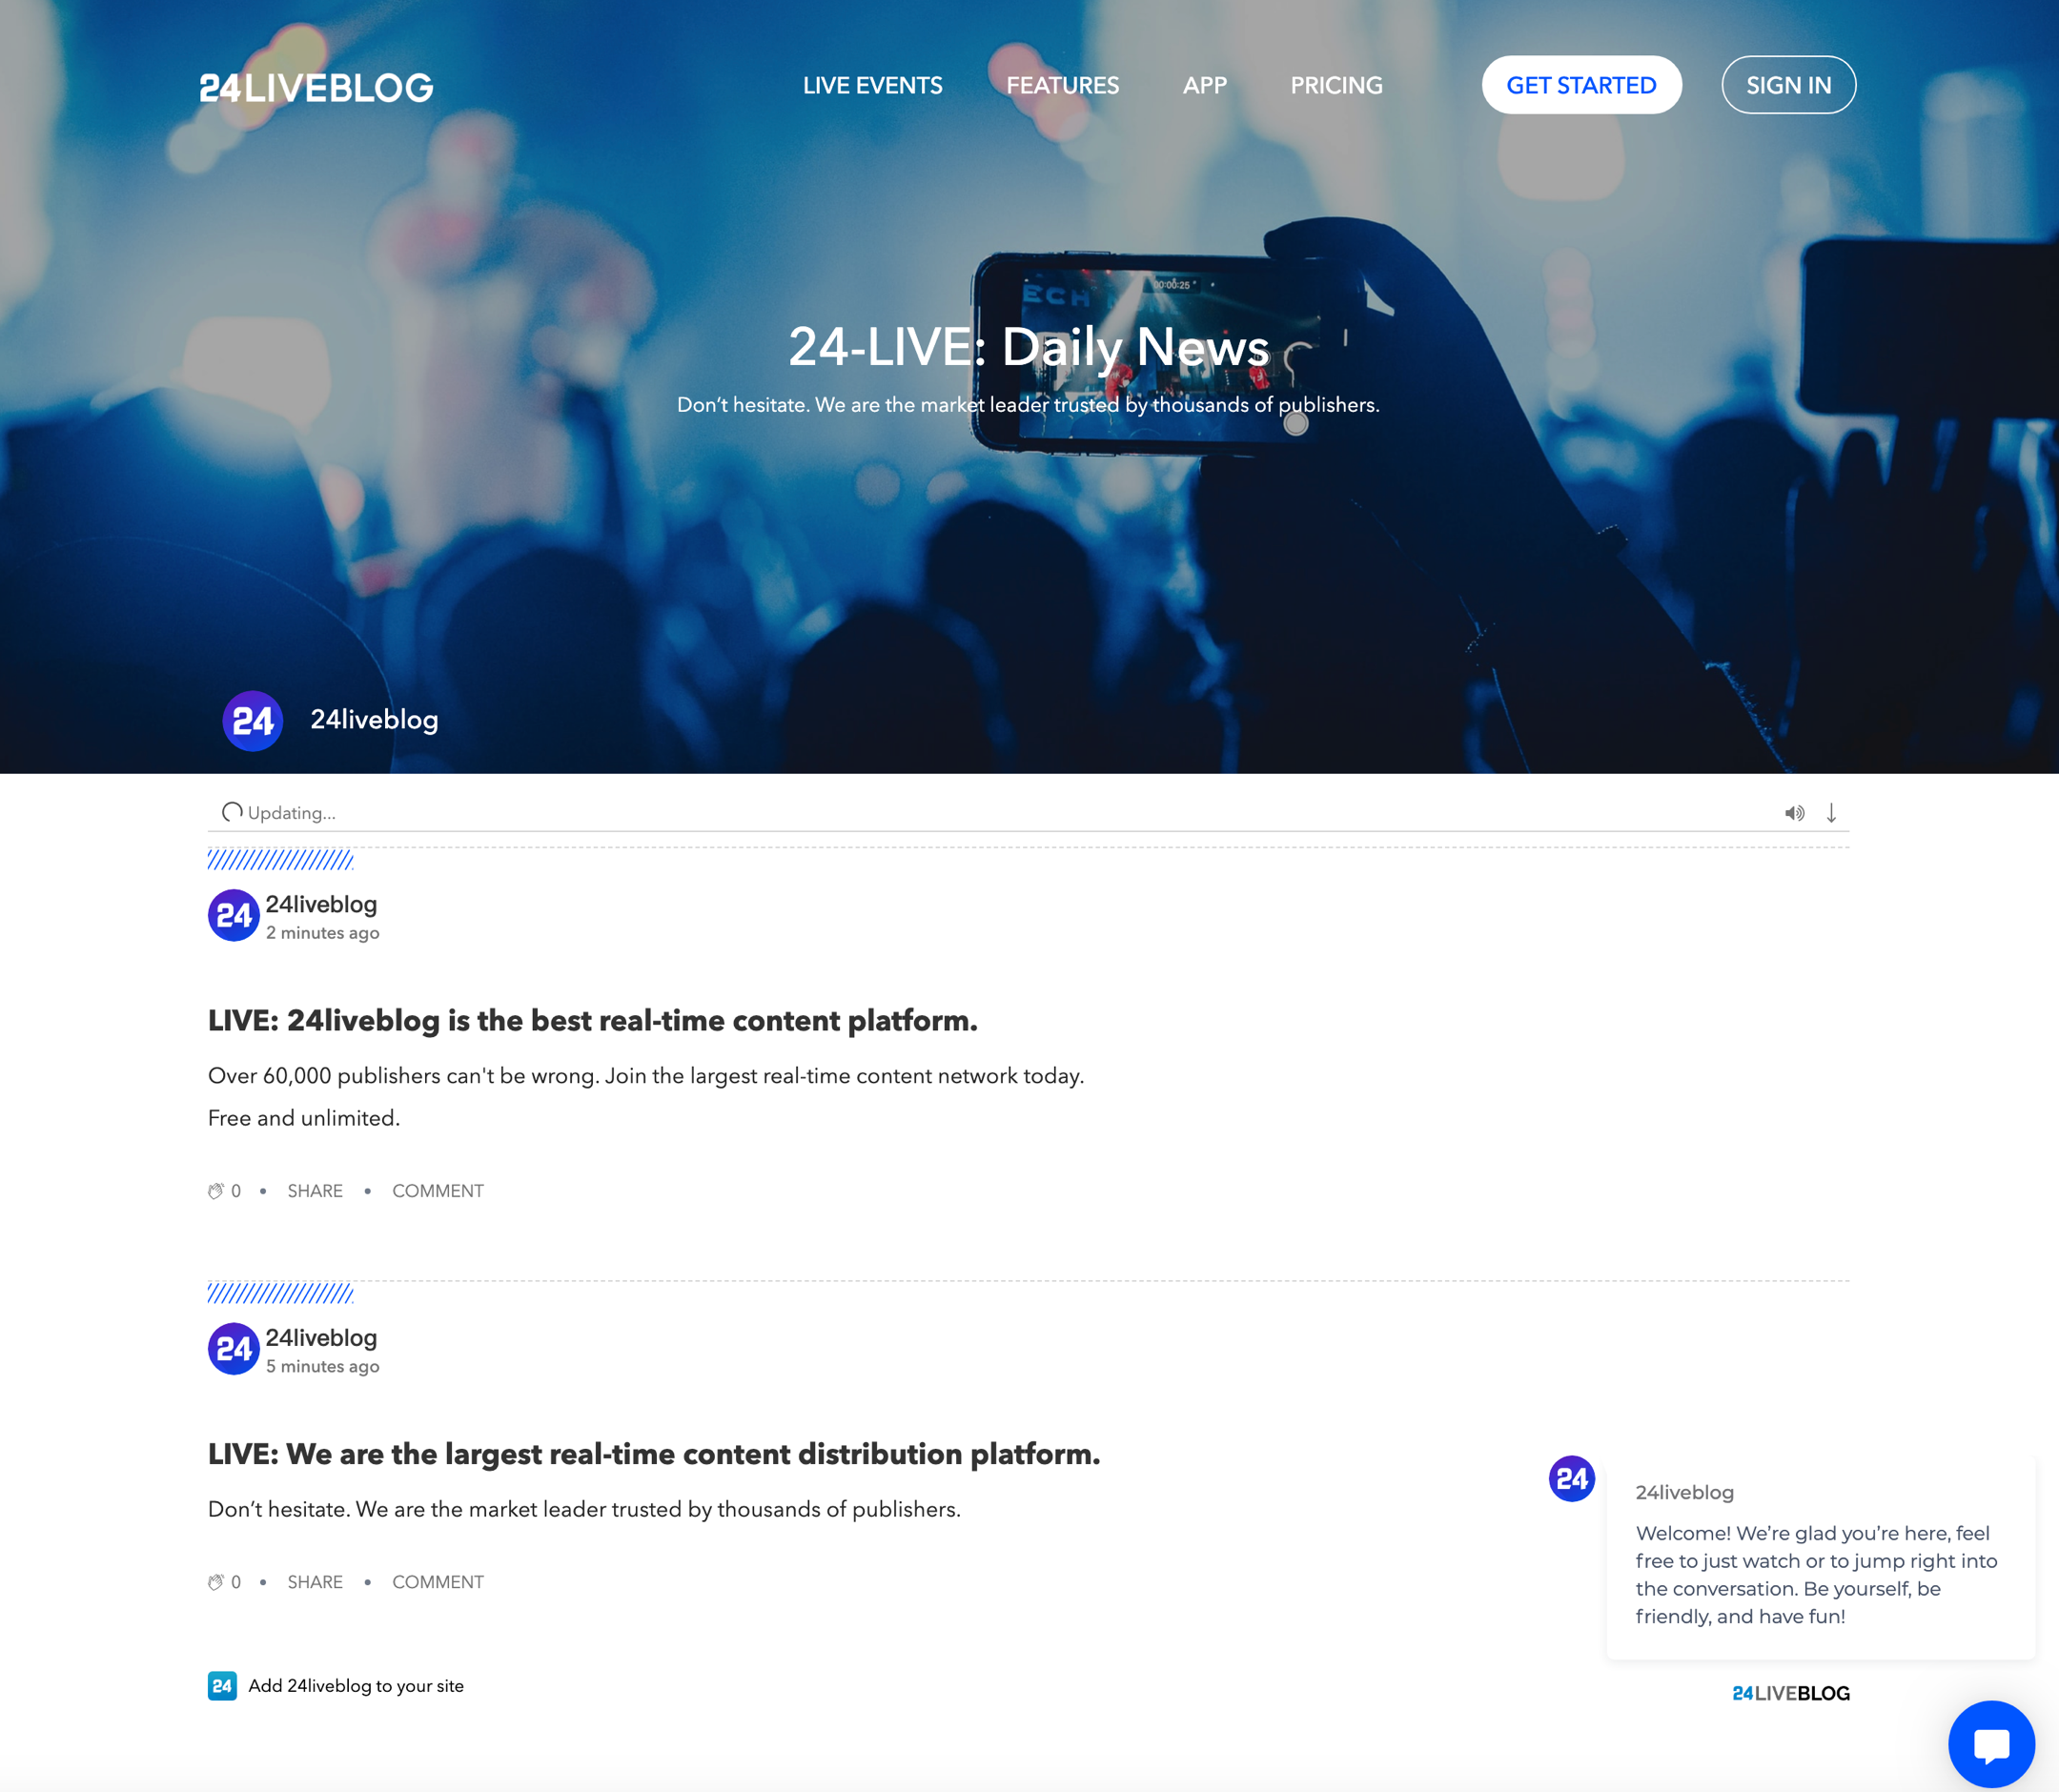 24LIVEBLOG
LIVE EVENTS
FEATURES
APP
PRICING
GET STARTED
SIGN IN
ECH
00:00:25
24-LIVE: Daily News
Don’t hesitate. We are the market leader trusted by thousands of publishers.
24
24liveblog
Updating...
24
24liveblog
2 minutes ago
LIVE: 24liveblog is the best real-time content platform.
Over 60,000 publishers can't be wrong. Join the largest real-time content network today.
Free and unlimited.
0 • SHARE • COMMENT
24
24liveblog
5 minutes ago
LIVE: We are the largest real-time content distribution platform.
Don’t hesitate. We are the market leader trusted by thousands of publishers.
0 • SHARE • COMMENT
24
24liveblog
Welcome! We’re glad you’re here, feel
free to just watch or to jump right into
the conversation. Be yourself, be
friendly, and have fun!
24 Add 24liveblog to your site
24LIVEBLOG